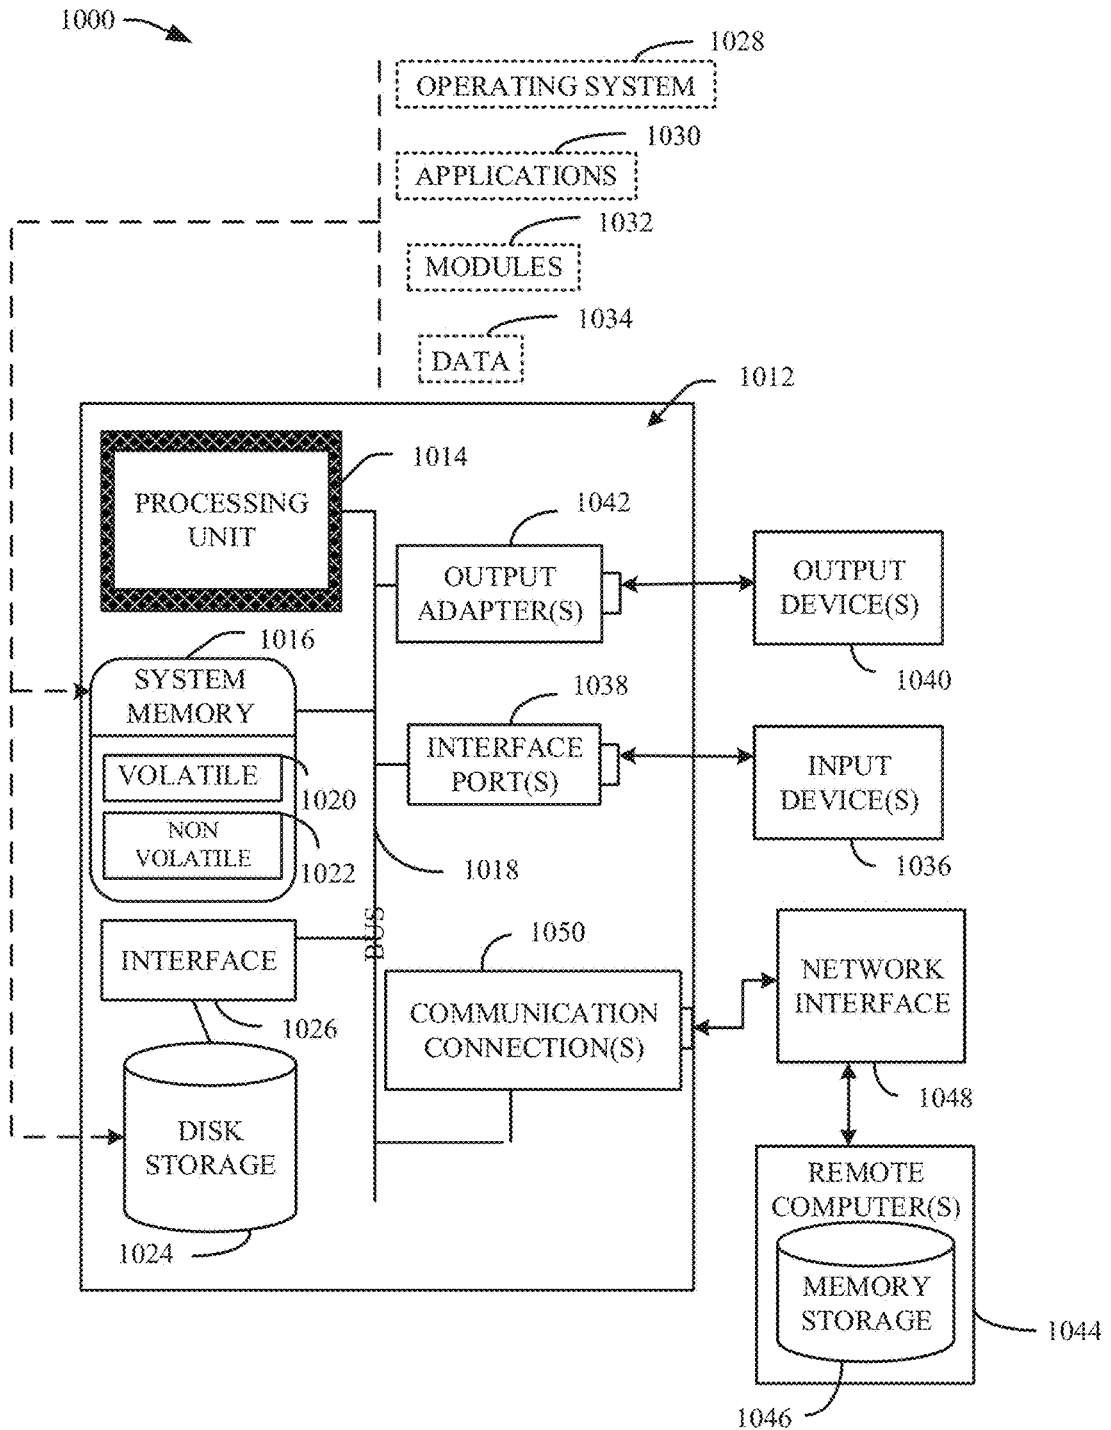 1000
1028
OPERATING SYSTEM
1030
APPLICATIONS
1032
MODULES
1034
DATA
1012
1014
PROCESSING
UNIT
1042
OUTPUT
ADAPTER(S)
OUTPUT
DEVICE(S)
1040
1016
SYSTEM
MEMORY
1038
INTERFACE
PORT(S)
INPUT
DEVICE(S)
1036
VOLATILE
1020
NON
VOLATILE
1022
1018
BUS
INTERFACE
1026
1050
COMMUNICATION
CONNECTION(S)
NETWORK
INTERFACE
1048
DISK
STORAGE
1024
REMOTE
COMPUTER(S)
MEMORY
STORAGE
1044
1046